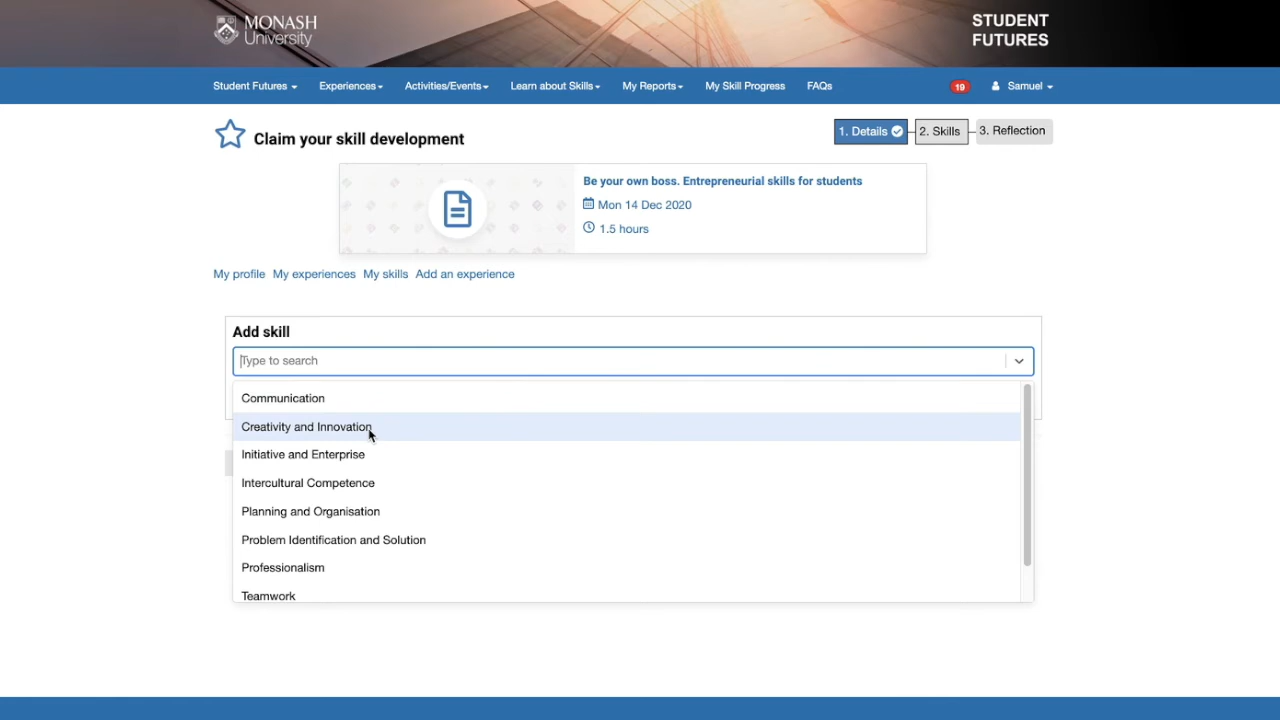 MONASH
University
STUDENT
FUTURES
Student Futures
Experiences
Activities/Events
Learn about Skills
My Reports
My Skill Progress
FAQs
19
Samuel
Claim your skill development
1. Details
2. Skills
3. Reflection
Be your own boss. Entrepreneurial skills for students
Mon 14 Dec 2020
1.5 hours
My profile My experiences My skills Add an experience
Add skill
Type to search
Communication
Creativity and Innovation
Initiative and Enterprise
Intercultural Competence
Planning and Organisation
Problem Identification and Solution
Professionalism
Teamwork